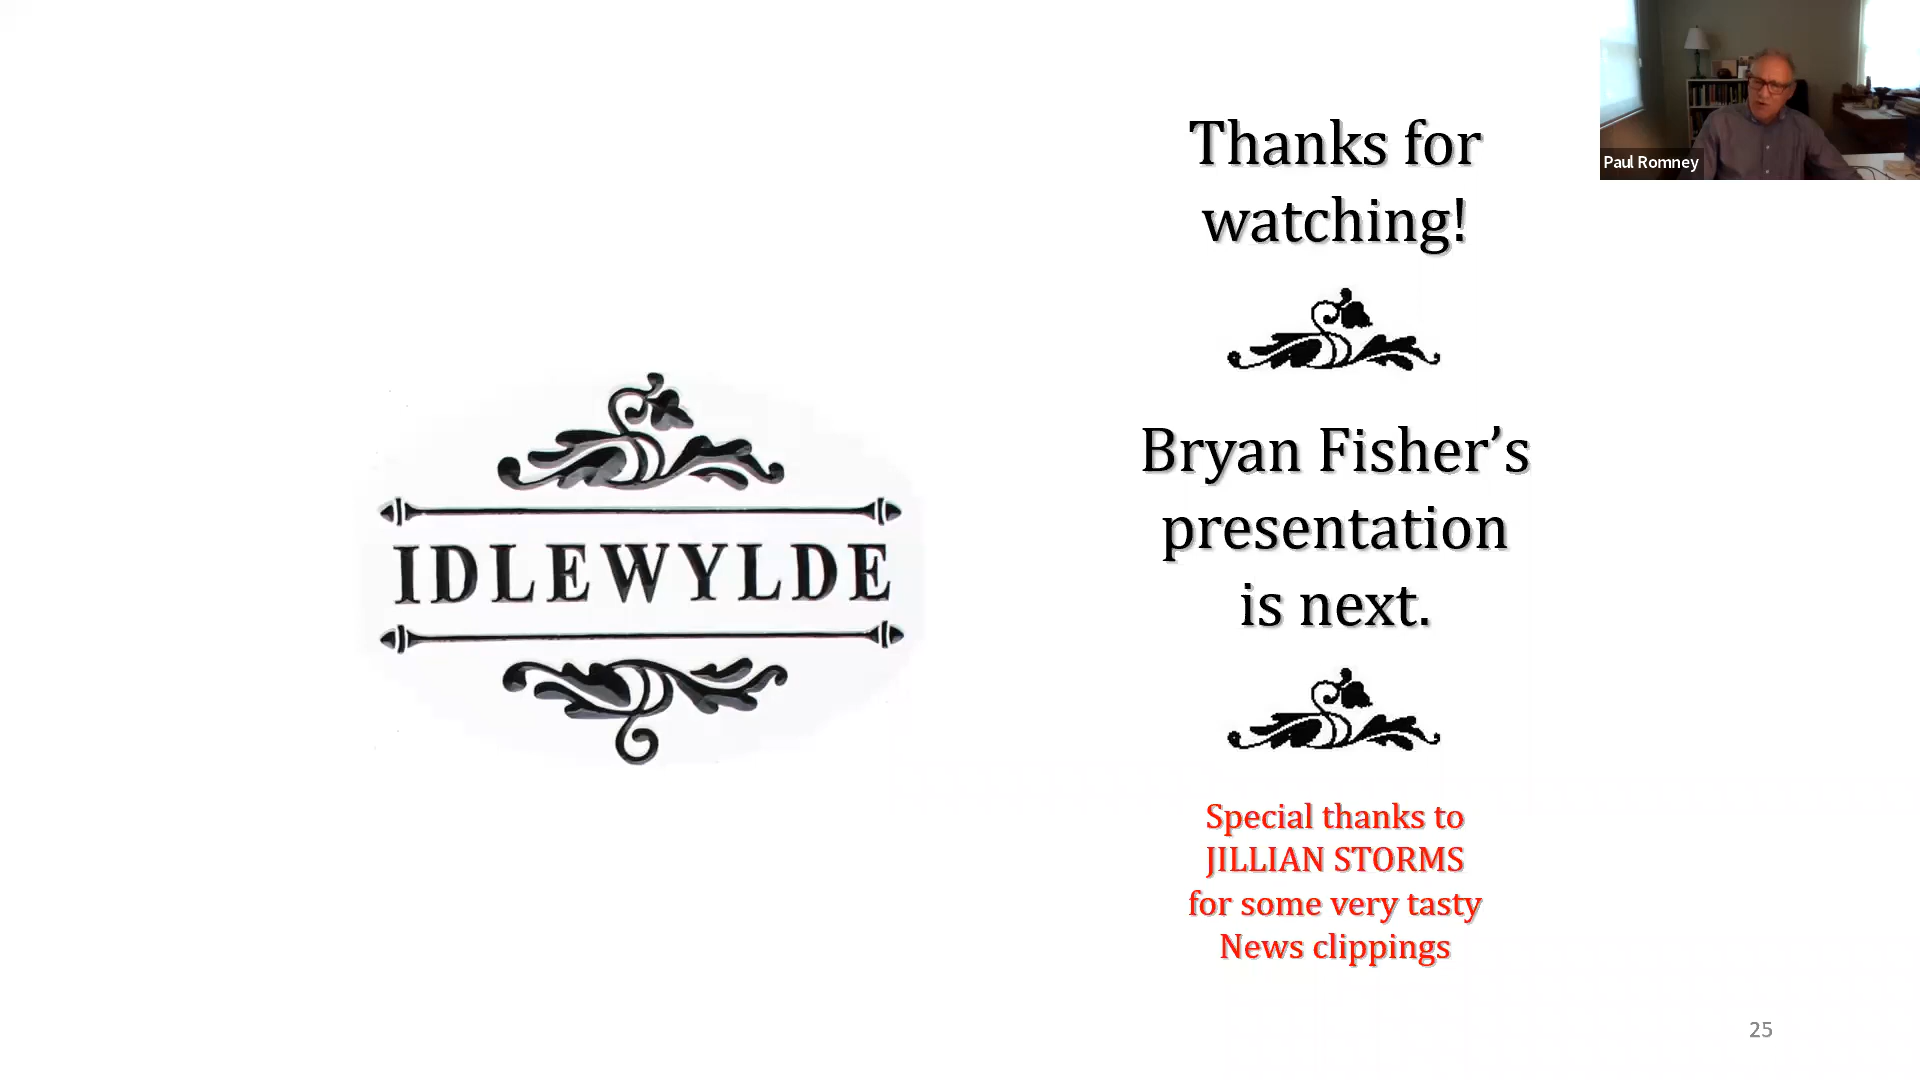 IDLEWYLDE
Thanks for
watching!
Bryan Fisher’s
presentation
is next.
Special thanks to
JILLIAN STORMS
for some very tasty
News clippings
Paul Romney
25